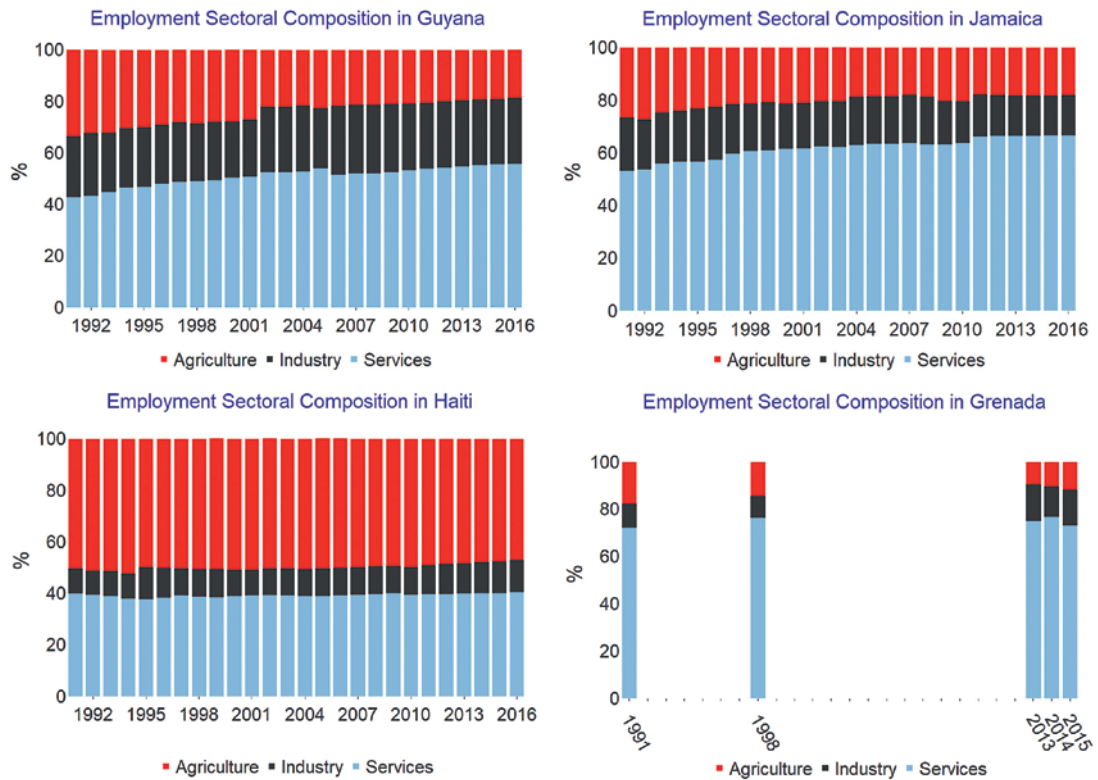 Employment Sectoral Composition in Guyana
100
80
60
%
40
20
0
1992 1995 1998 2001 2004 2007 2010 2013 2016
Agriculture Industry Services
Employment Sectoral Composition in Jamaica
100
80
60
%
40
20
0
1992 1995 1998 2001 2004 2007 2010 2013 2016
Agriculture Industry Services
Employment Sectoral Composition in Haiti
100
80
60
%
40
20
0
1992 1995 1998 2001 2004 2007 2010 2013 2016
Agriculture Industry Services
Employment Sectoral Composition in Grenada
100
80
60
%
40
20
0
1991 1998 2013 2014 2015
Agriculture Industry Services